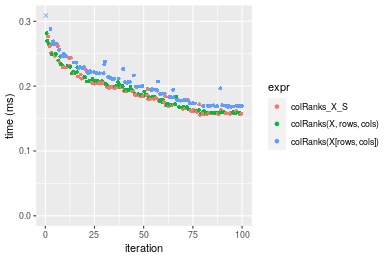 0.3
0.2
0.1
0.0
time (ms)
0
25
50
75
100
iteration
expr
colRanks_X_S
colRanks(X, rows, cols)
colRanks(X[rows, cols])